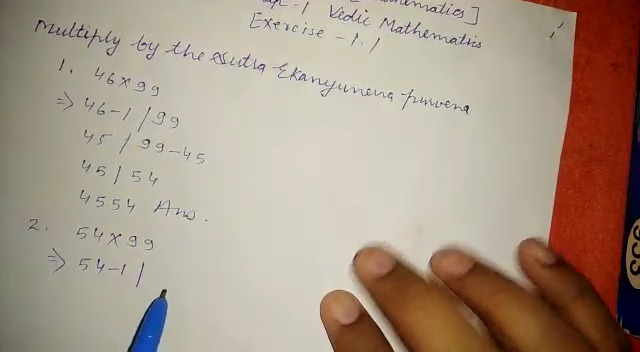 Vedic Mathematics
Exercise - 1.1
Multiply by the Sutra Ekanyunena purvena
1. 46×99
⇒ 46-1 / 99
45 / 99-45
45 / 54
4554 Ans.
2. 54×99
⇒ 54-1 /